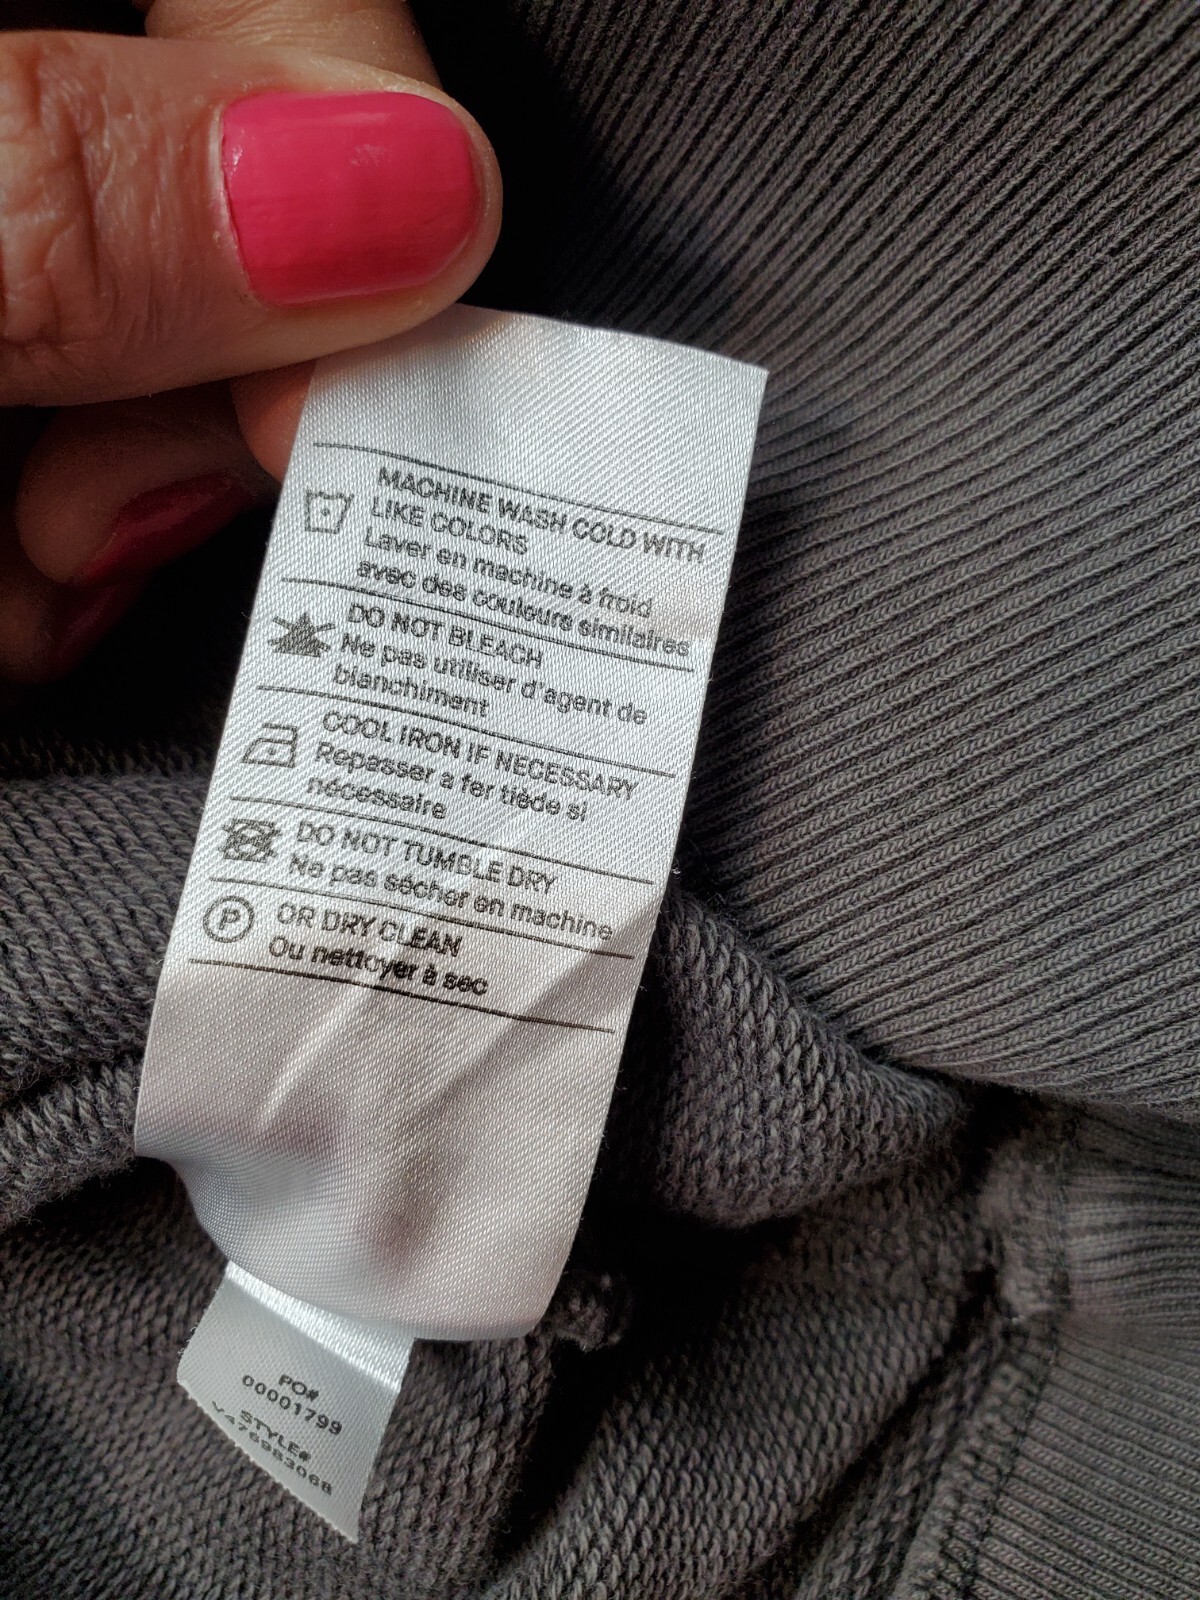 MACHINE WASH COLD WITH
LIKE COLORS
Laver en machine à froid
avec des couleurs similaires
DO NOT BLEACH
Ne pas utiliser d'agent de
blanchiment
COOL IRON IF NECESSARY
Repasser a fer tiède si
nécessaire
DO NOT TUMBLE DRY
Ne pas sécher en machine
P
OR DRY CLEAN
Ou nettoyer à sec
PO#
00001799
STYLE#
V476983068